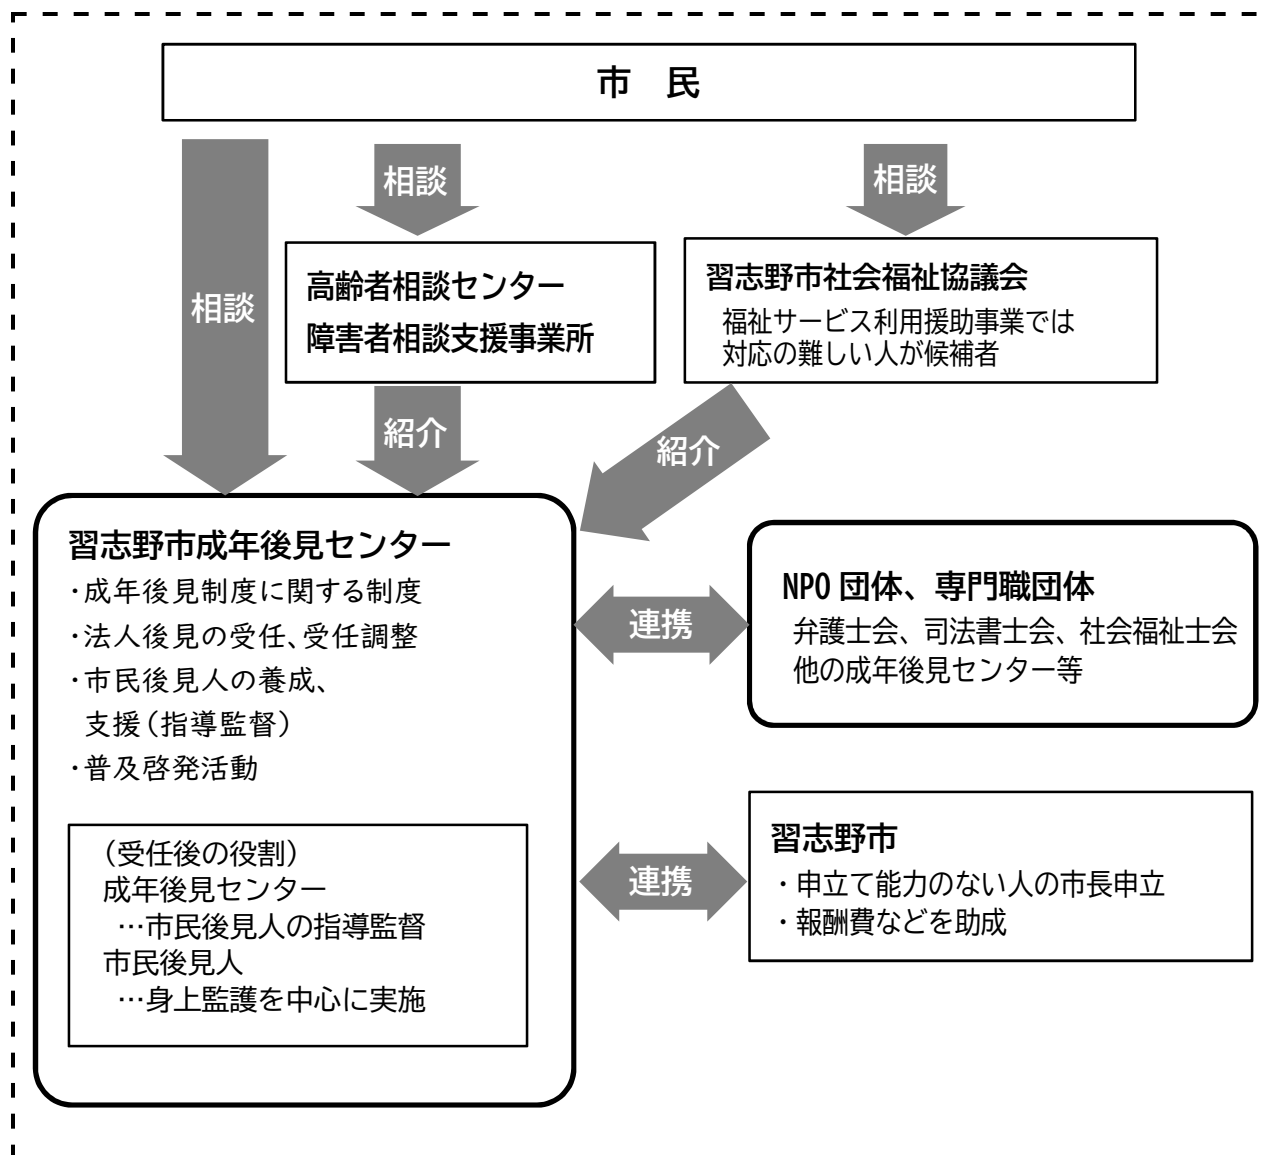 市 民
相談
相談
相談
高齢者相談センター
障害者相談支援事業所
習志野市社会福祉協議会
福祉サービス利用援助事業では
対応の難しい人が候補者
紹介
紹介
習志野市成年後見センター
・成年後見制度に関する制度
・法人後見の受任、受任調整
・市民後見人の養成、
支援（指導監督）
・普及啓発活動
（受任後の役割）
成年後見センター
…市民後見人の指導監督
市民後見人
…身上監護を中心に実施
連携
NPO 団体、専門職団体
弁護士会、司法書士会、社会福祉士会
他の成年後見センター等
連携
習志野市
・申立て能力のない人の市長申立
・報酬費などを助成